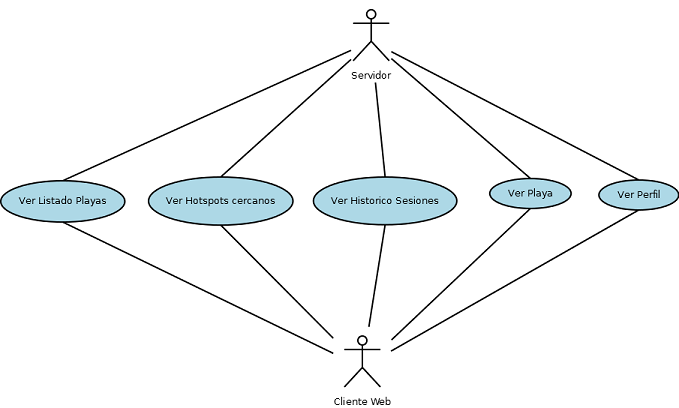 Servidor
Ver Listado Playas
Ver Hotspots cercanos
Ver Historico Sesiones
Ver Playa
Ver Perfil
Cliente Web